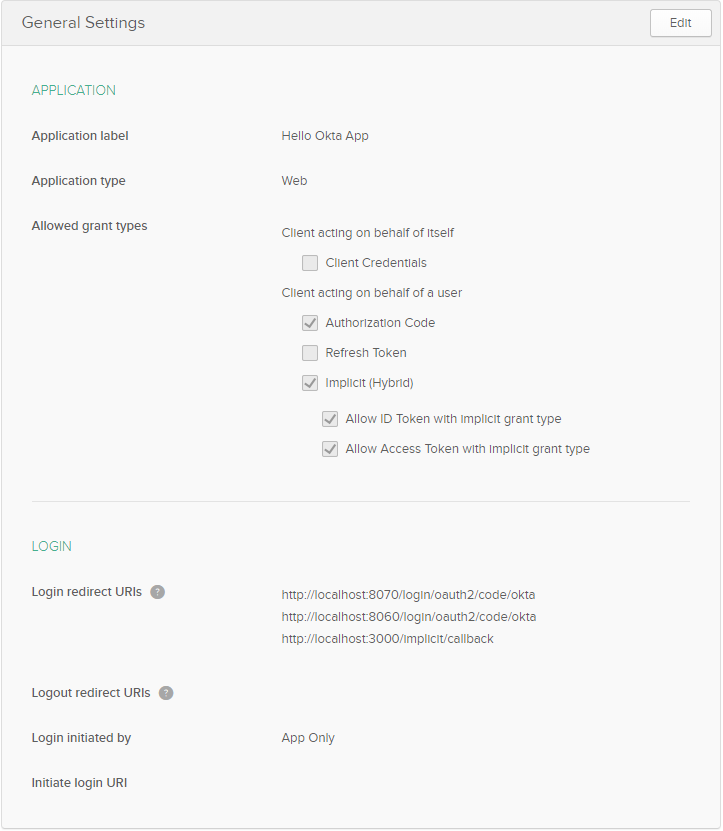 General Settings
Edit
APPLICATION
Application label
Hello Okta App
Application type
Web
Allowed grant types
Client acting on behalf of itself
Client Credentials
Client acting on behalf of a user
Authorization Code
Refresh Token
Implicit (Hybrid)
Allow ID Token with implicit grant type
Allow Access Token with implicit grant type
LOGIN
Login redirect URIs ?
http://localhost:8070/login/oauth2/code/okta
http://localhost:8060/login/oauth2/code/okta
http://localhost:3000/implicit/callback
Logout redirect URIs ?
Login initiated by
App Only
Initiate login URI